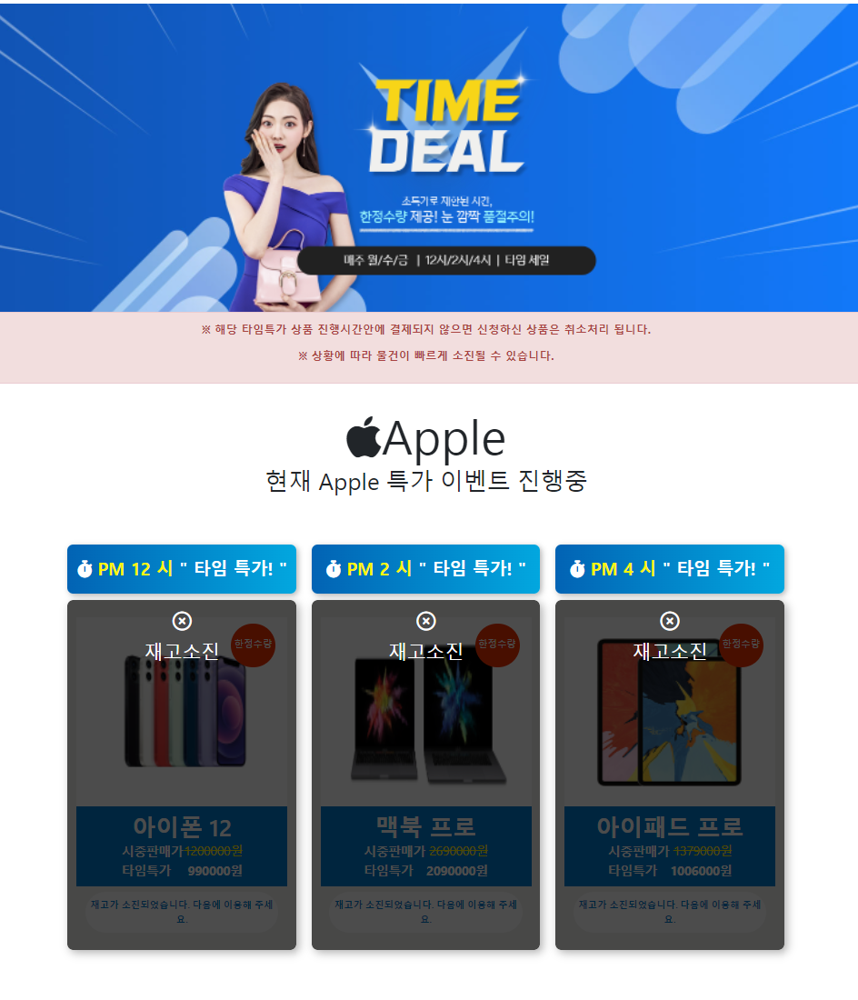 TIME
DEAL
소득기로 제한된 시간,
한정수량 제공! 눈 깜짝 품절주의!
매주 월/수/금 | 12시/2시/4시 | 타임 세일
※ 해당 타임특가 상품 진행시간안에 결제되지 않으면 신청하신 상품은 취소처리 됩니다.
※ 상황에 따라 물건이 빠르게 소진될 수 있습니다.
Apple
현재 Apple 특가 이벤트 진행중
PM 12 시 " 타임 특가! "
재고소진
한정수량
아이폰 12
시중판매가 1200000원
타임특가 990000원
재고가 소진되었습니다. 다음에 이용해 주세
요.
PM 2 시 " 타임 특가! "
재고소진
한정수량
맥북 프로
시중판매가 2690000원
타임특가 2090000원
재고가 소진되었습니다. 다음에 이용해 주세
요.
PM 4 시 " 타임 특가! "
재고소진
한정수량
아이패드 프로
시중판매가 1379000원
타임특가 1006000원
재고가 소진되었습니다. 다음에 이용해 주세
요.